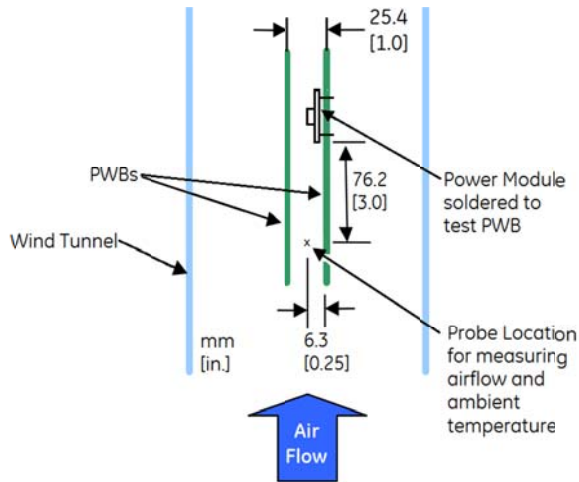 25.4
[1.0]
PWBs
76.2
[3.0]
Power Module
soldered to
test PWB
Wind Tunnel
x
mm
[in.]
6.3
[0.25]
Probe Location
for measuring
airflow and
ambient
temperature
Air
Flow